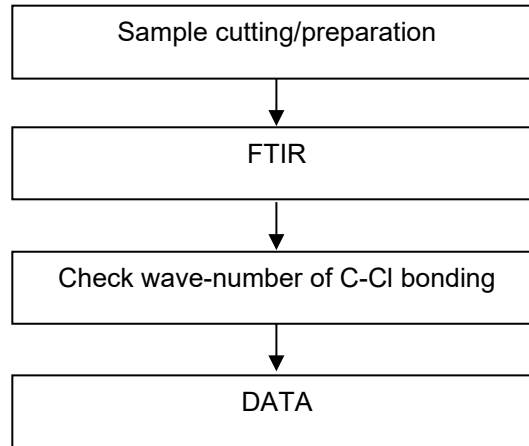 Sample cutting/preparation
FTIR
Check wave-number of C-Cl bonding
DATA